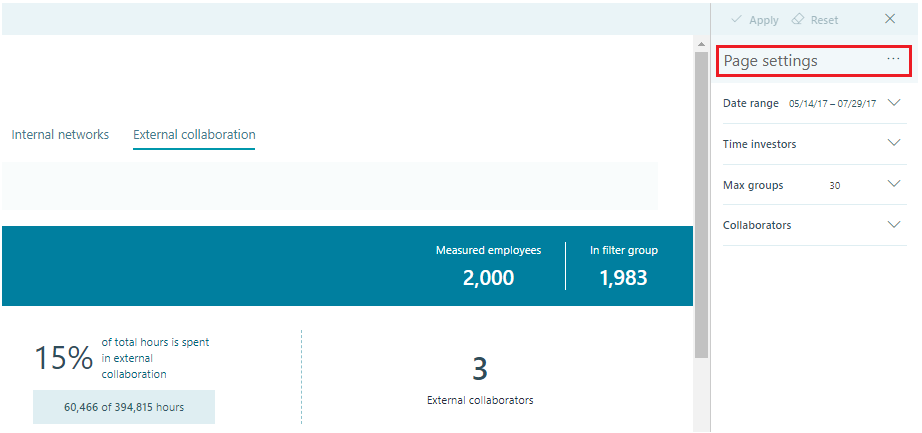 Apply Reset
Page settings ...
Date range 05/14/17 – 07/29/17
Time investors
Max groups 30
Collaborators
Internal networks External collaboration
Measured employees
2,000
In filter group
1,983
15%
of total hours is spent
in external
collaboration
60,466 of 394,815 hours
3
External collaborators